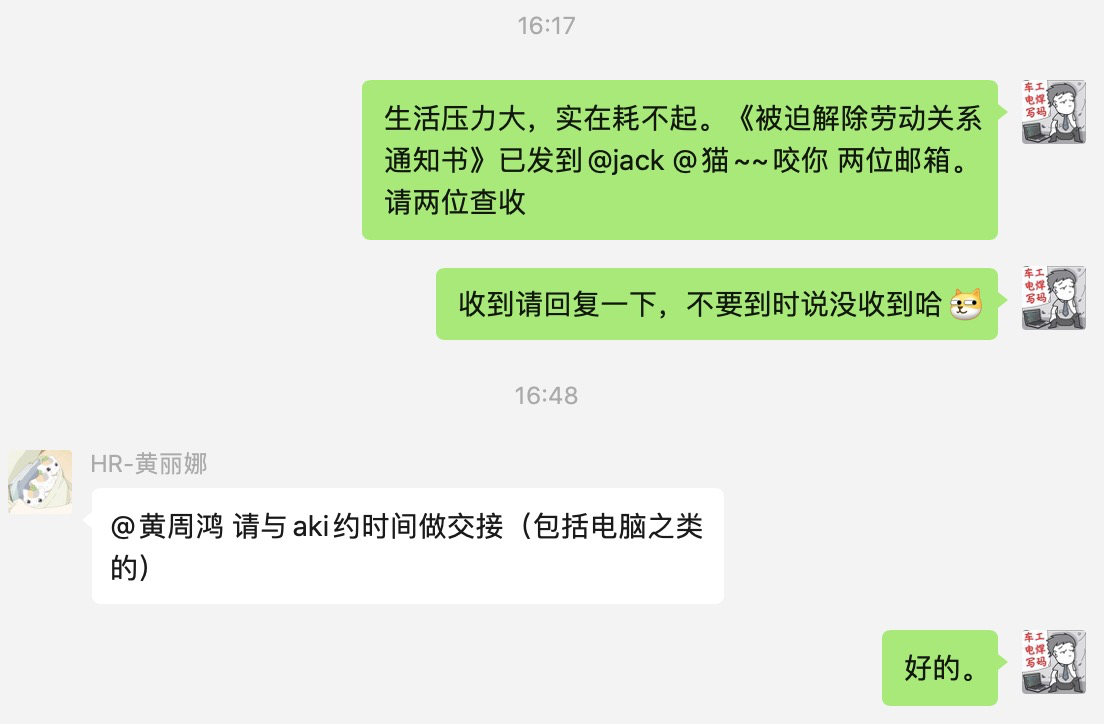 16:17
生活压力大，实在耗不起。《被迫解除劳动关系
通知书》已发到@jack @猫~~咬你 两位邮箱。
请两位查收
车工
电焊
写码
收到请回复一下，不要到时说没收到哈
车工
电焊
写码
16:48
HR-黄丽娜
@黄周鸿 请与aki约时间做交接（包括电脑之类
的）
好的。
车工
电焊
写码